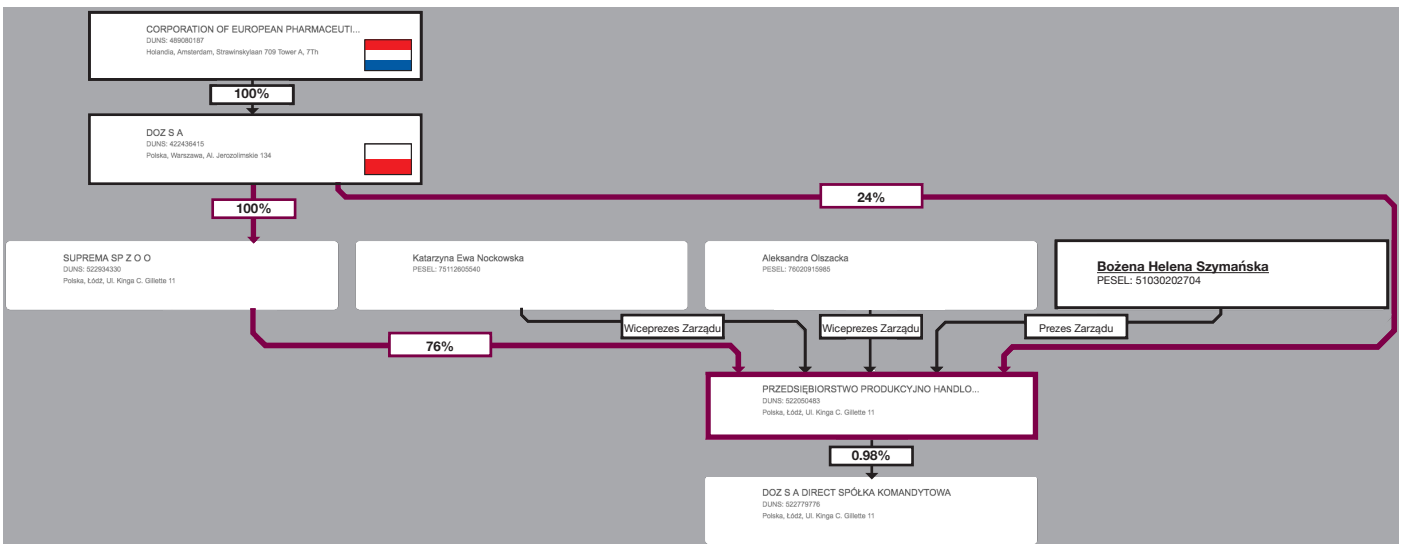 CORPORATION OF EUROPEAN PHARMACEUTI...
DUNS: 489080187
Holandia, Amsterdam, Strawinskylaan 709 Tower A, 7Th
100%
DOZ S A
DUNS: 422436415
Polska, Warszawa, Al. Jerozolimskie 134
100%
24%
SUPREMA SP Z O O
DUNS: 522934330
Polska, Łódź, Ul. Kinga C. Gillette 11
Katarzyna Ewa Nockowska
PESEL: 75112605540
Aleksandra Olszacka
PESEL: 76020915985
Bożena Helena Szymańska
PESEL: 51030202704
Wiceprezes Zarządu
Wiceprezes Zarządu
Prezes Zarządu
76%
PRZEDSIĘBIORSTWO PRODUKCYJNO HANDLO...
DUNS: 522050483
Polska, Łódź, Ul. Kinga C. Gillette 11
0.98%
DOZ S A DIRECT SPÓŁKA KOMANDYTOWA
DUNS: 522779776
Polska, Łódź, Ul. Kinga C. Gillette 11